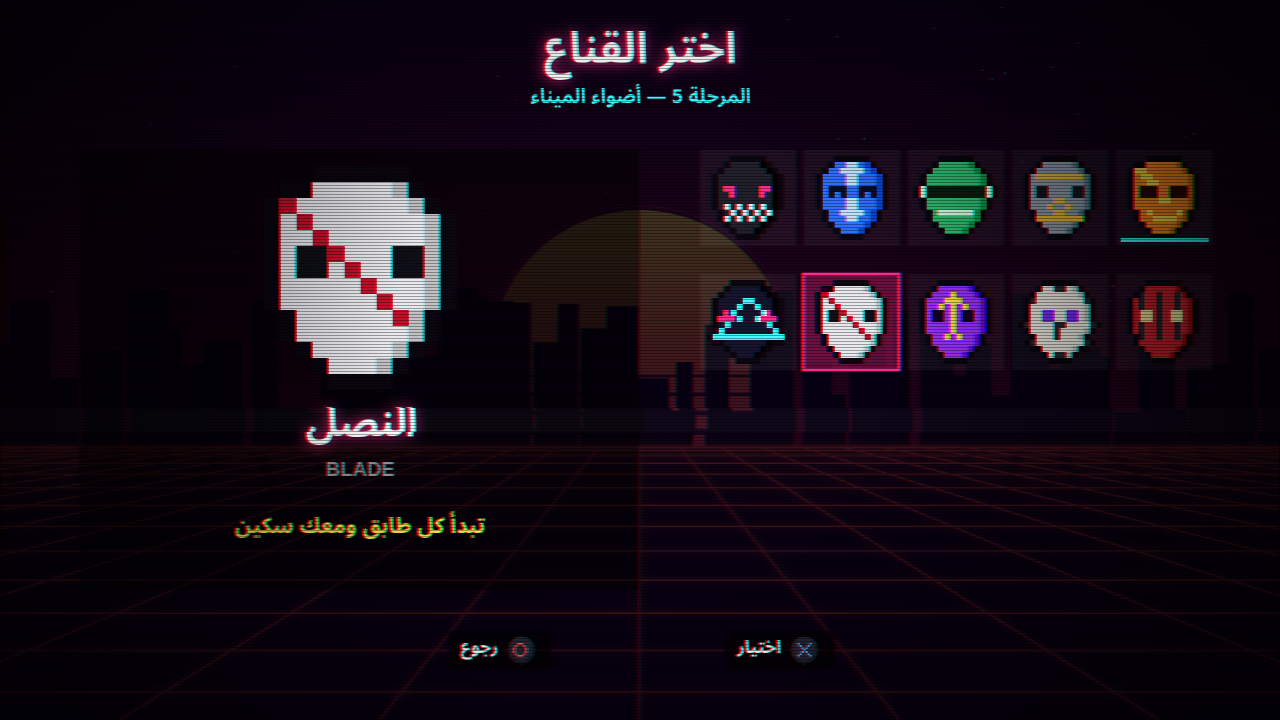 اختر القناع
المرحلة 5 — أضواء الميناء
النصل
BLADE
تبدأ كل طابق ومعك سكين
اختيار X
رجوع O